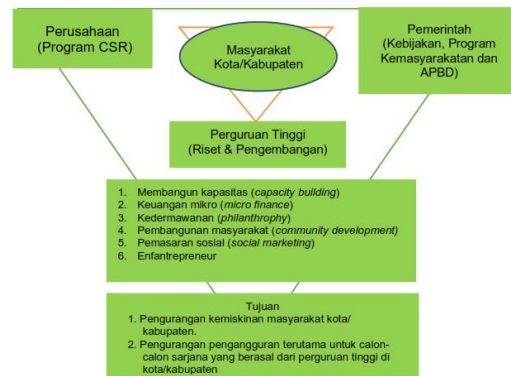 Perusahaan
(Program CSR)
Masyarakat
Kota/Kabupaten
Pemerintah
(Kebijakan, Program
Kemasyarakatan dan
APBD)
Perguruan Tinggi
(Riset & Pengembangan)
1. Membangun kapasitas (capacity building)
2. Keuangan mikro (micro finance)
3. Kedermawanan (philanthrophy)
4. Pembangunan masyarakat (community development)
5. Pemasaran sosial (social marketing)
6. Enfantrepreneur
Tujuan
1. Pengurangan kemiskinan masyarakat kota/
kabupaten.
2. Pengurangan pengangguran terutama untuk calon-
calon sarjana yang berasal dari perguruan tinggi di
kota/kabupaten